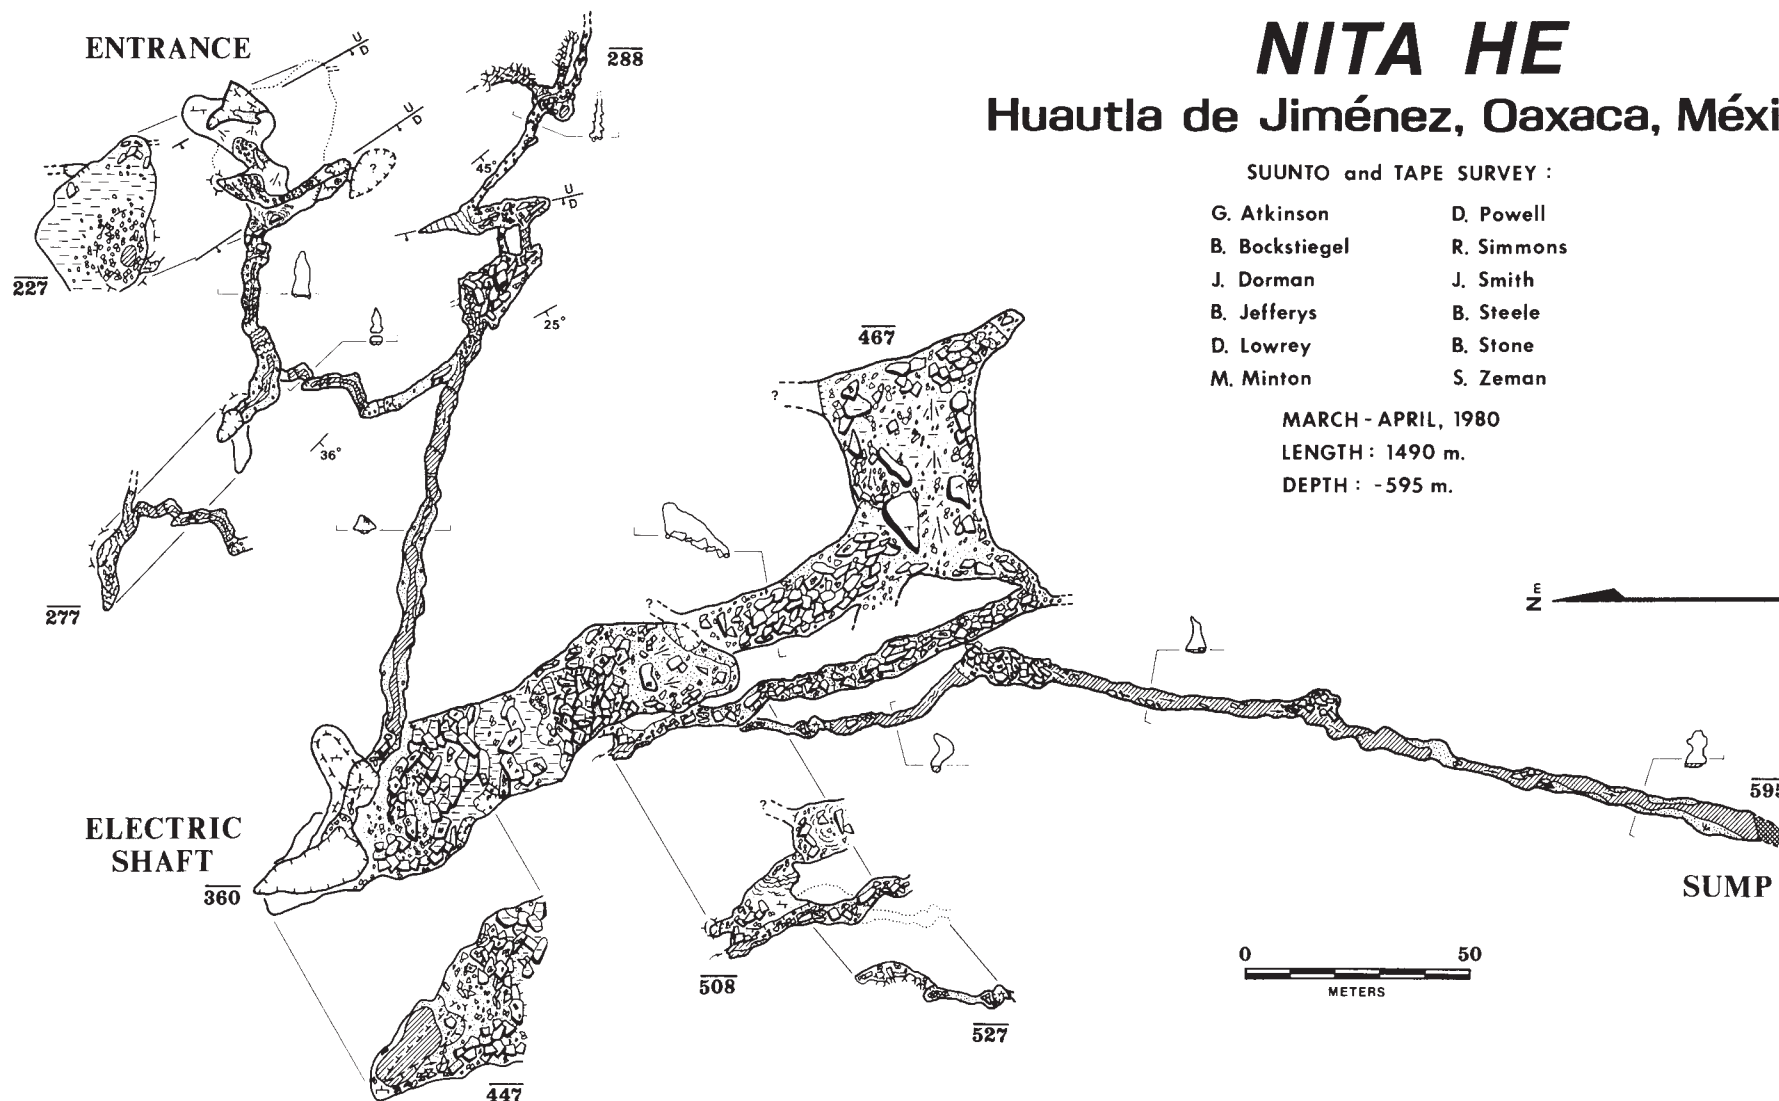 NITA HE
Huautla de Jiménez, Oaxaca, Méxi
SUUNTO and TAPE SURVEY :
G. Atkinson
D. Powell
B. Bockstiegel
R. Simmons
J. Dorman
J. Smith
B. Jefferys
B. Steele
D. Lowrey
B. Stone
M. Minton
S. Zeman
MARCH - APRIL, 1980
LENGTH : 1490 m.
DEPTH : -595 m.
ENTRANCE
U
D
288
U
D
?
45°
U
D
227
25°
467
?
36°
277
NE
?
595
ELECTRIC
SHAFT
360
?
SUMP
508
0 50
METERS
527
447